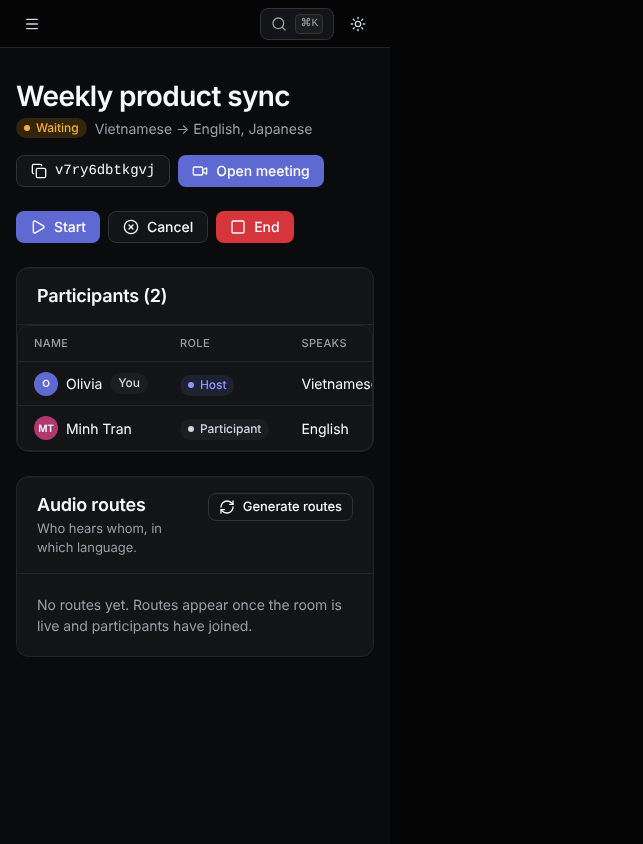 ⌘K
Weekly product sync
Waiting Vietnamese → English, Japanese
v7ry6dbtkgvj Open meeting
Start Cancel End
Participants (2)
NAME ROLE SPEAKS
O Olivia You Host Vietnamese
MT Minh Tran Participant English
Audio routes Generate routes
Who hears whom, in
which language.
No routes yet. Routes appear once the room is
live and participants have joined.